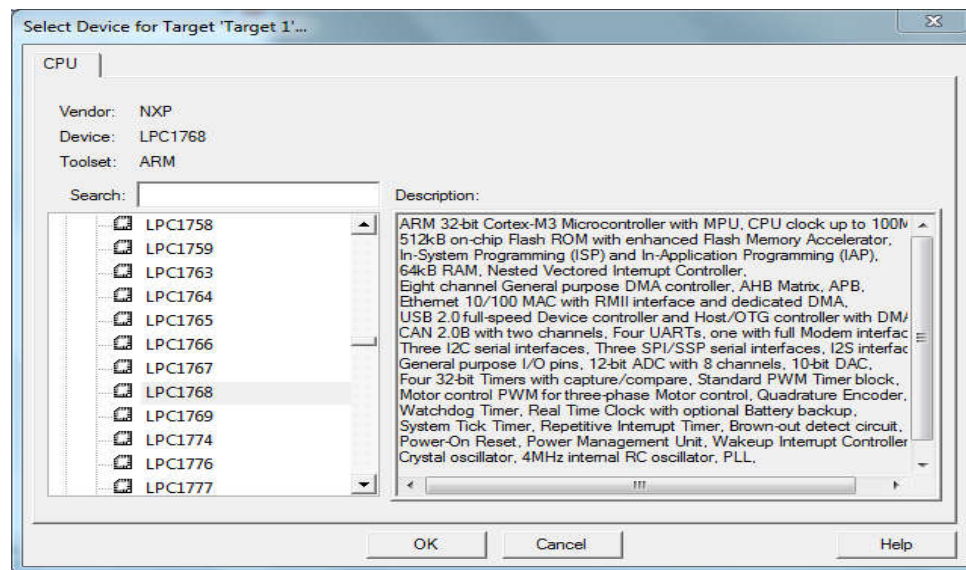 Select Device for Target 'Target 1'...
CPU
Vendor: NXP
Device: LPC1768
Toolset: ARM
Search:
LPC1758
LPC1759
LPC1763
LPC1764
LPC1765
LPC1766
LPC1767
LPC1768
LPC1769
LPC1774
LPC1776
LPC1777
Description:
ARM 32-bit Cortex-M3 Microcontroller with MPU, CPU clock up to 100M
512kB on-chip Flash ROM with enhanced Flash Memory Accelerator,
In-System Programming (ISP) and In-Application Programming (IAP),
64kB RAM, Nested Vectored Interrupt Controller,
Eight channel General purpose DMA controller, AHB Matrix, APB,
Ethernet 10/100 MAC with RMII interface and dedicated DMA,
USB 2.0 full-speed Device controller and Host/OTG controller with DMA
CAN 2.0B with two channels, Four UARTs, one with full Modem interfac
Three I2C serial interfaces, Three SPI/SSP serial interfaces, I2S interfac
General purpose I/O pins, 12-bit ADC with 8 channels, 10-bit DAC,
Four 32-bit Timers with capture/compare, Standard PWM Timer block,
Motor control PWM for three-phase Motor control, Quadrature Encoder,
Watchdog Timer, Real Time Clock with optional Battery backup,
System Tick Timer, Repetitive Interrupt Timer, Brown-out detect circuit,
Power-On Reset, Power Management Unit, Wakeup Interrupt Controller
Crystal oscillator, 4MHz internal RC oscillator, PLL,
OK Cancel Help